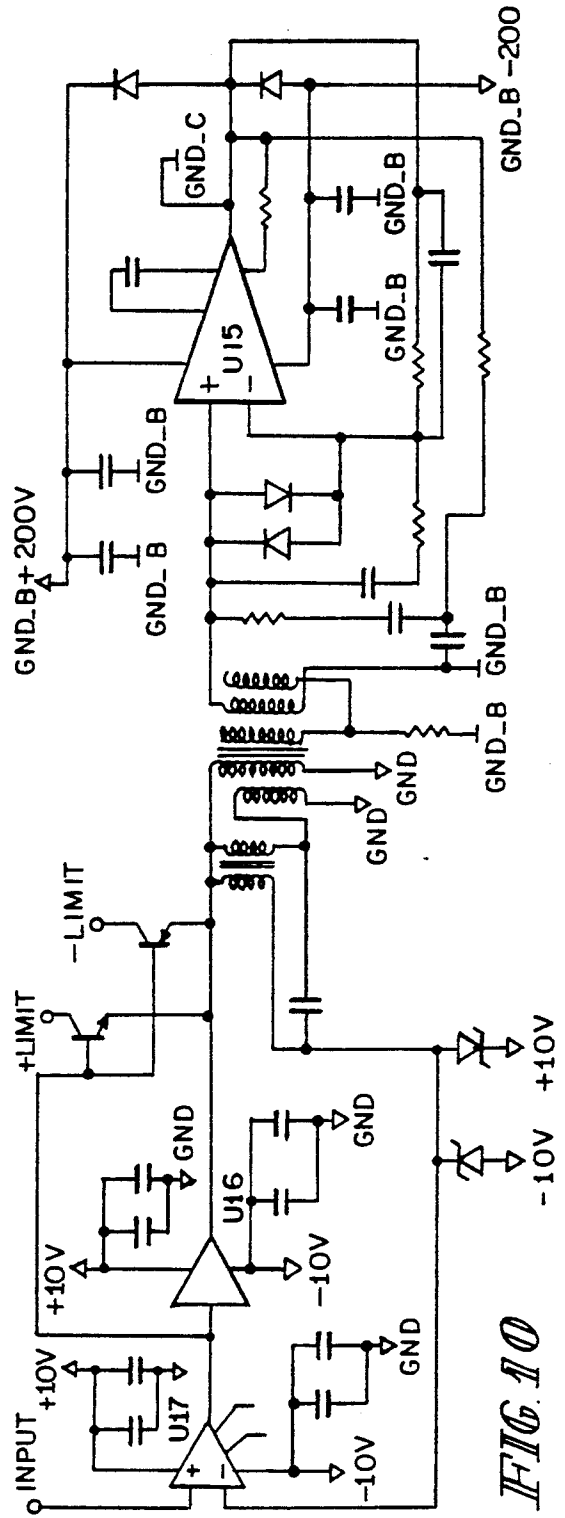 INPUT
+10V
U17
+
−
-10V
GND
+10V
GND
U16
-10V
GND
+LIMIT
-LIMIT
-10V
+10V
GND
GND
GND_B
GND_B
GND_B+200V
GND_B
GND_B
+
−
U15
GND_C
GND_B
GND_B
GND_B -200
FIG. 10